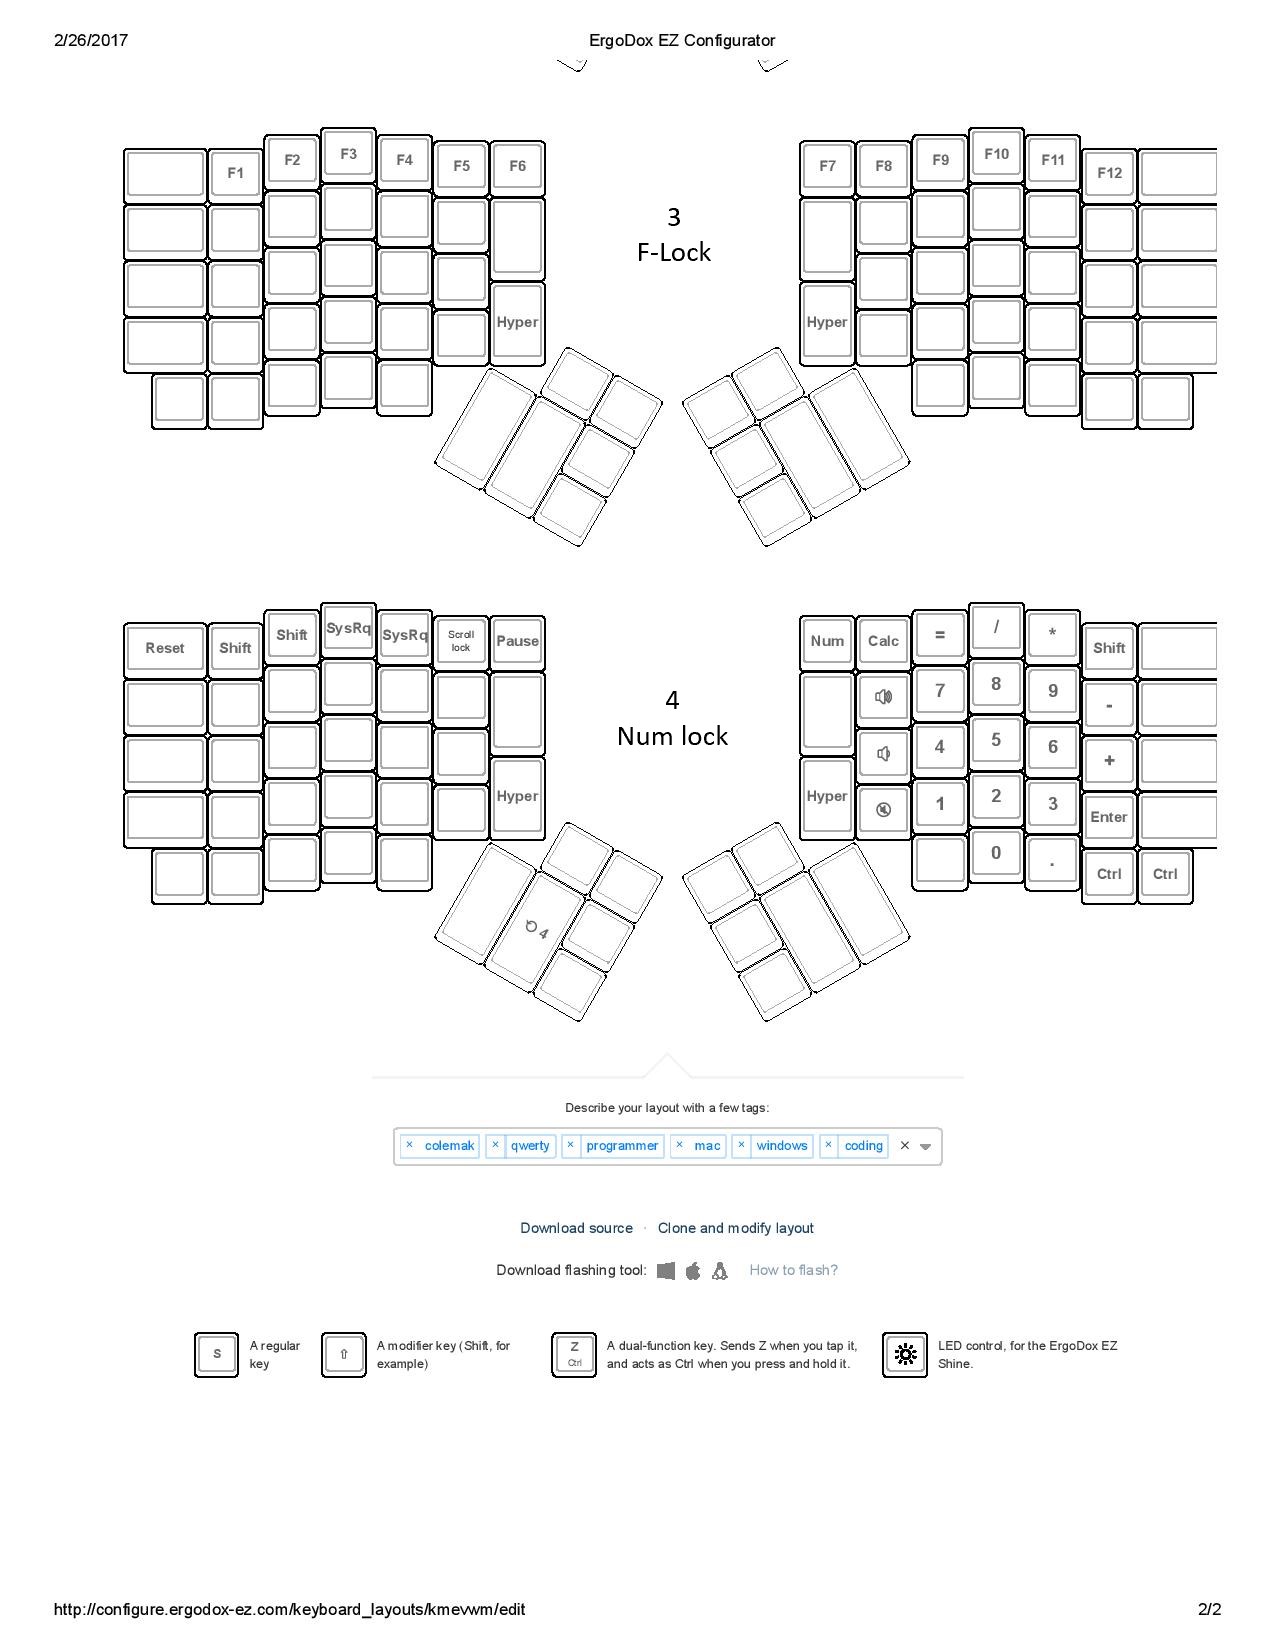 2/26/2017 ErgoDox EZ Configurator
F1 F2 F3 F4 F5 F6
F7 F8 F9 F10 F11 F12
3
F-Lock
Hyper Hyper
Reset Shift Shift SysRq SysRq Scroll lock Pause
Num Calc = / * Shift
4
Num lock
7 8 9 -
4 5 6 +
Hyper Hyper 1 2 3 Enter
0 . Ctrl Ctrl
4
Describe your layout with a few tags:
× colemak × qwerty × programmer × mac × windows × coding ×
Download source · Clone and modify layout
Download flashing tool: How to flash?
S A regular
key
⇧ A modifier key (Shift, for
example)
Z
Ctrl
A dual-function key. Sends Z when you tap it,
and acts as Ctrl when you press and hold it.
LED control, for the ErgoDox EZ
Shine.
http://configure.ergodox-ez.com/keyboard_layouts/kmevwm/edit 2/2